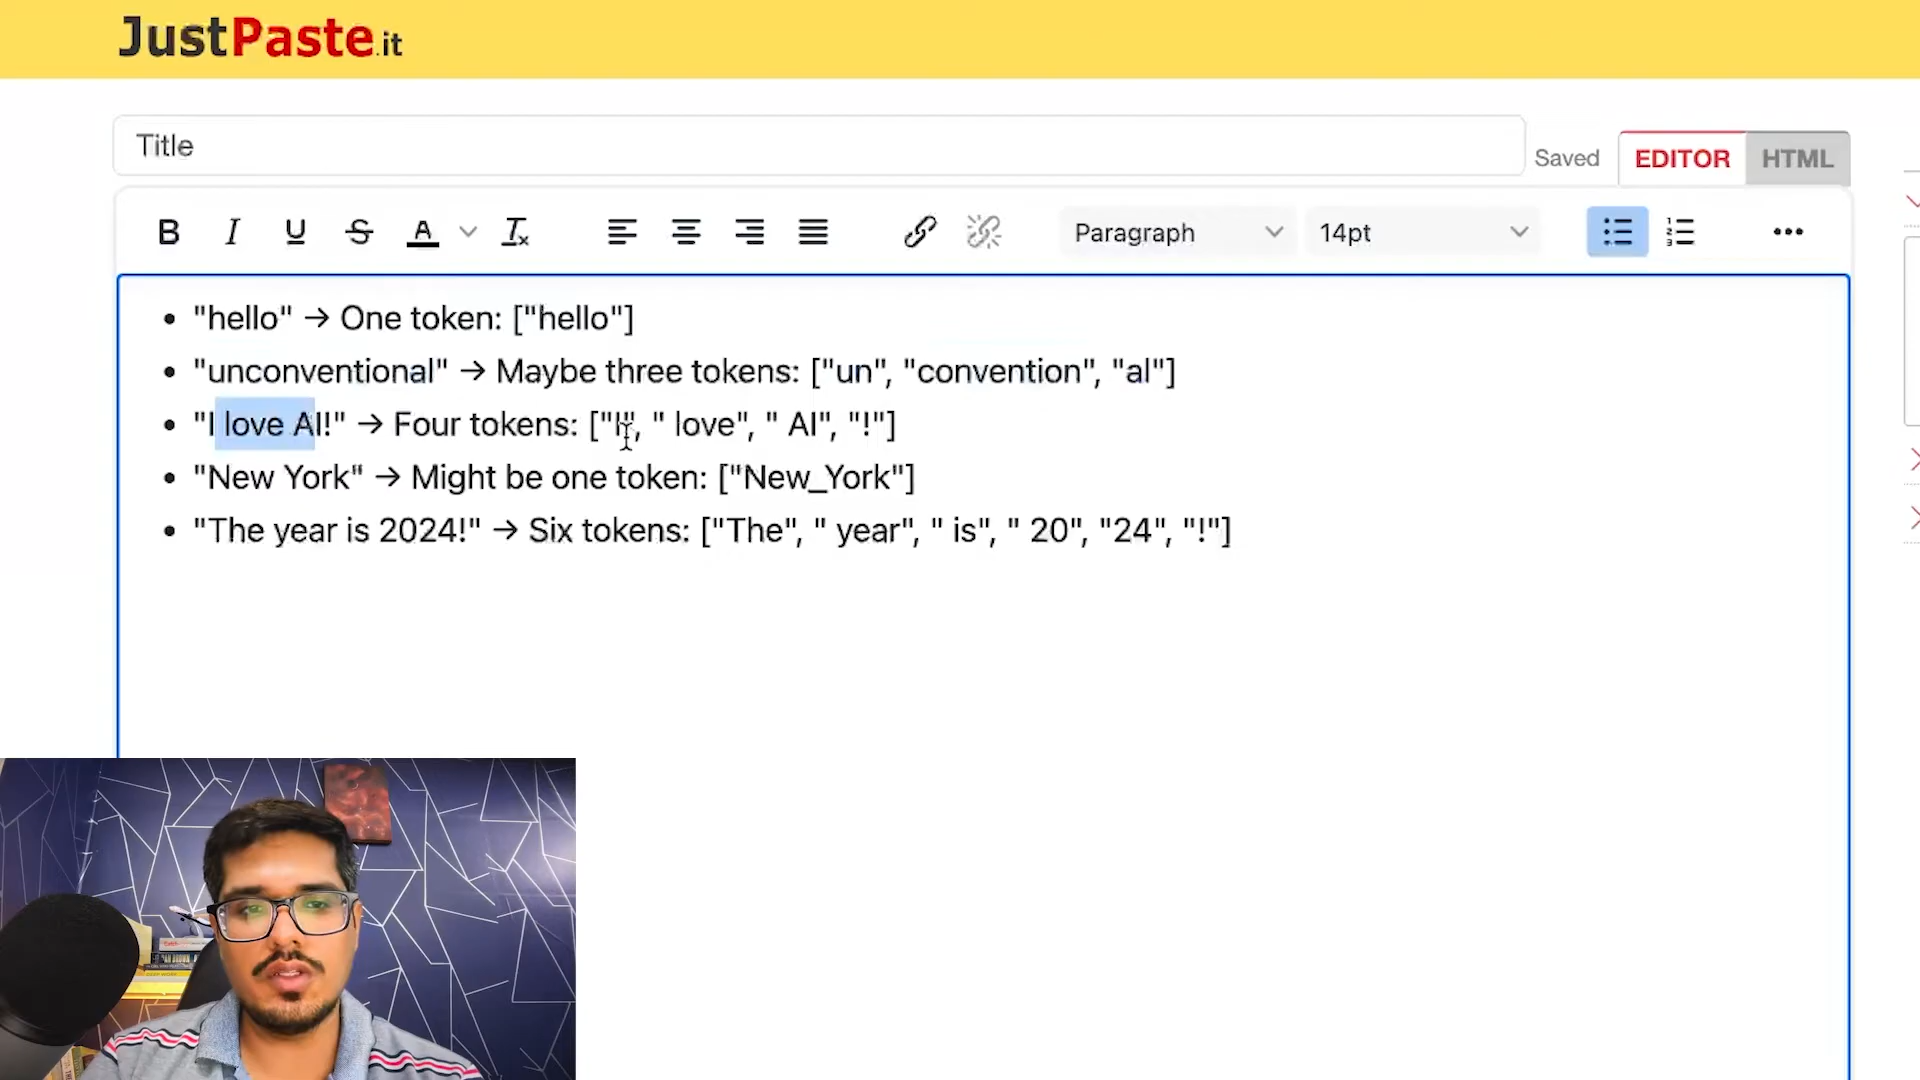 JustPaste.it
Title
Saved
EDITOR
HTML
B I U S A Tx
Paragraph
14pt
"hello" → One token: ["hello"]
"unconventional" → Maybe three tokens: ["un", "convention", "al"]
"I love AI!" → Four tokens: ["I", " love", " AI", "!"]
"New York" → Might be one token: ["New_York"]
"The year is 2024!" → Six tokens: ["The", " year", " is", " 20", "24", "!"]